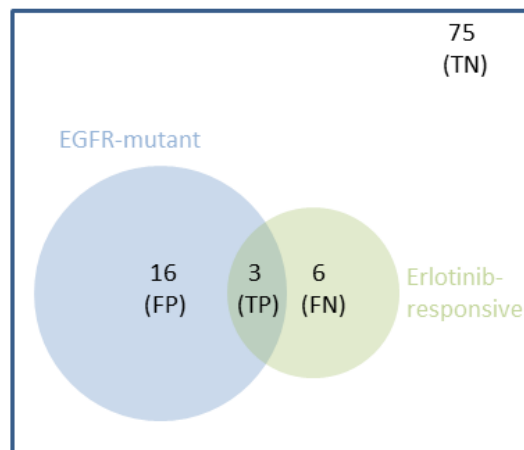 75
(TN)
EGFR-mutant
16
(FP)
3
(TP)
6
(FN)
Erlotinib-
responsive